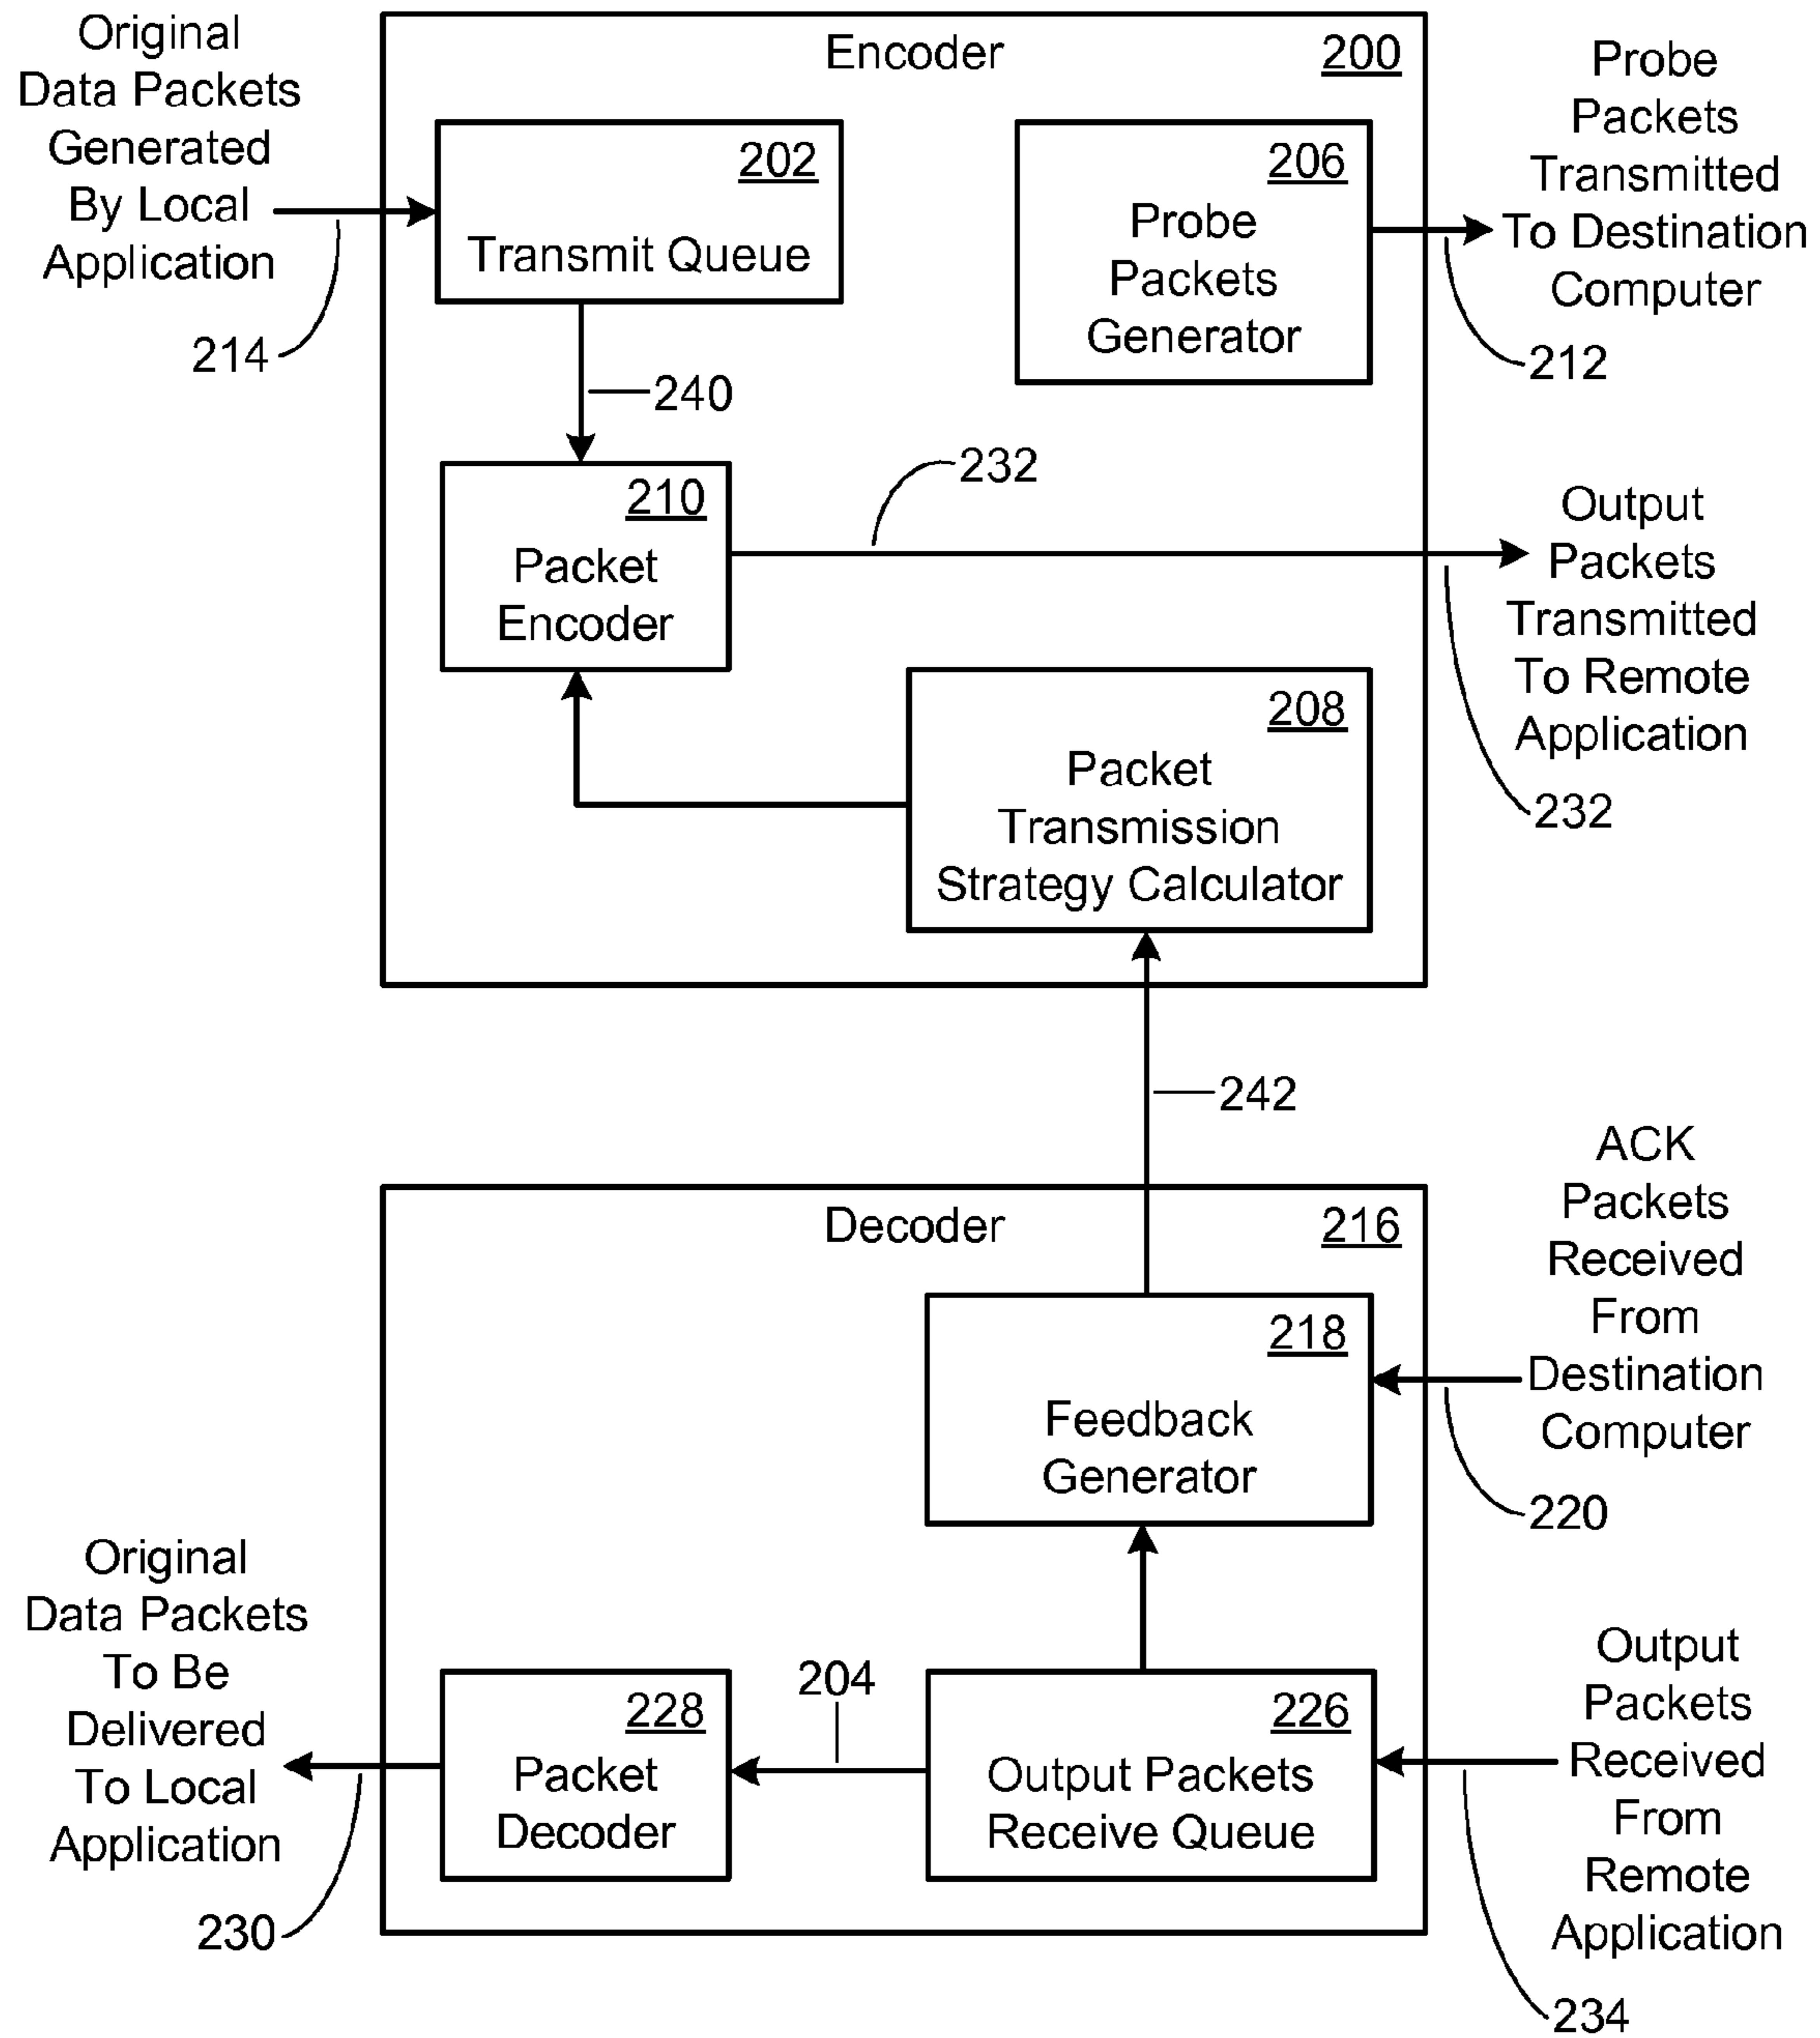 Original
Data Packets
Generated
By Local
Application
214
Encoder
200
202
Transmit Queue
206
Probe
Packets
Generator
Probe
Packets
Transmitted
To Destination
Computer
212
240
232
210
Packet
Encoder
Output
Packets
Transmitted
To Remote
Application
232
208
Packet
Transmission
Strategy Calculator
242
Decoder
216
ACK
Packets
Received
From
Destination
Computer
220
218
Feedback
Generator
Original
Data Packets
To Be
Delivered
To Local
Application
230
228
Packet
Decoder
204
226
Output Packets
Receive Queue
Output
Packets
Received
From
Remote
Application
234